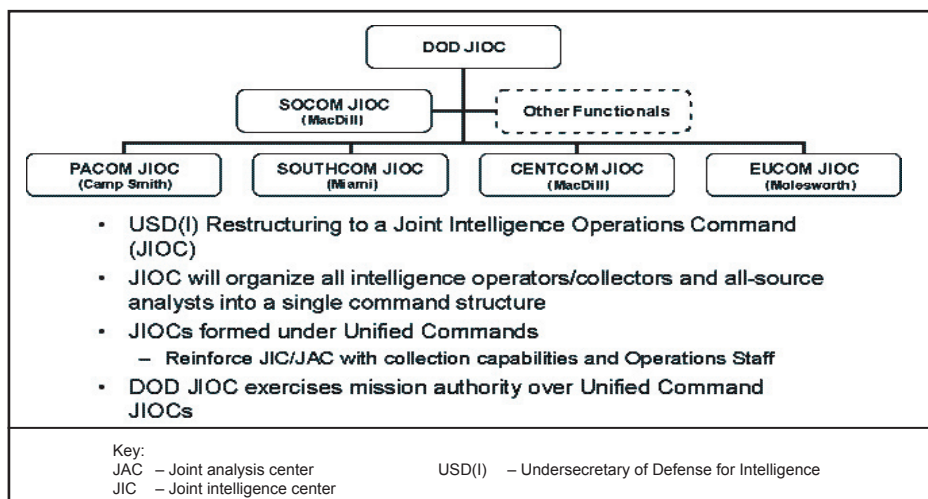 DOD JIOC
SOCOM JIOC
(MacDill)
Other Functionals
PACOM JIOC
(Camp Smith)
SOUTHCOM JIOC
(Miami)
CENTCOM JIOC
(MacDill)
EUCOM JIOC
(Molesworth)
• USD(I) Restructuring to a Joint Intelligence Operations Command
(JIOC)
• JIOC will organize all intelligence operators/collectors and all-source
analysts into a single command structure
• JIOCs formed under Unified Commands
– Reinforce JIC/JAC with collection capabilities and Operations Staff
• DOD JIOC exercises mission authority over Unified Command
JIOCs
Key:
JAC – Joint analysis center
JIC – Joint intelligence center
USD(I) – Undersecretary of Defense for Intelligence